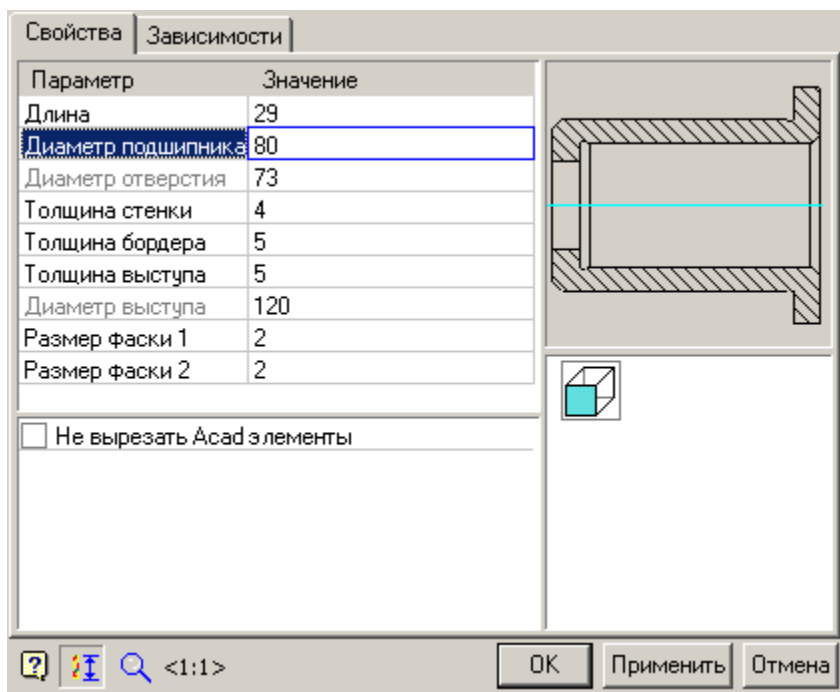 Свойства Зависимости
Параметр Значение
Длина 29
Диаметр подшипника 80
Диаметр отверстия 73
Толщина стенки 4
Толщина бордера 5
Толщина выступа 5
Диаметр выступа 120
Размер фаски 1 2
Размер фаски 2 2
Не вырезать Acad элементы
<1:1> OK Применить Отмена